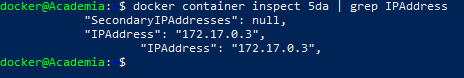 docker@Academia: $ docker container inspect 5da | grep IPAddress
            "SecondaryIPAddresses": null,
            "IPAddress": "172.17.0.3",
                    "IPAddress": "172.17.0.3",
docker@Academia: $